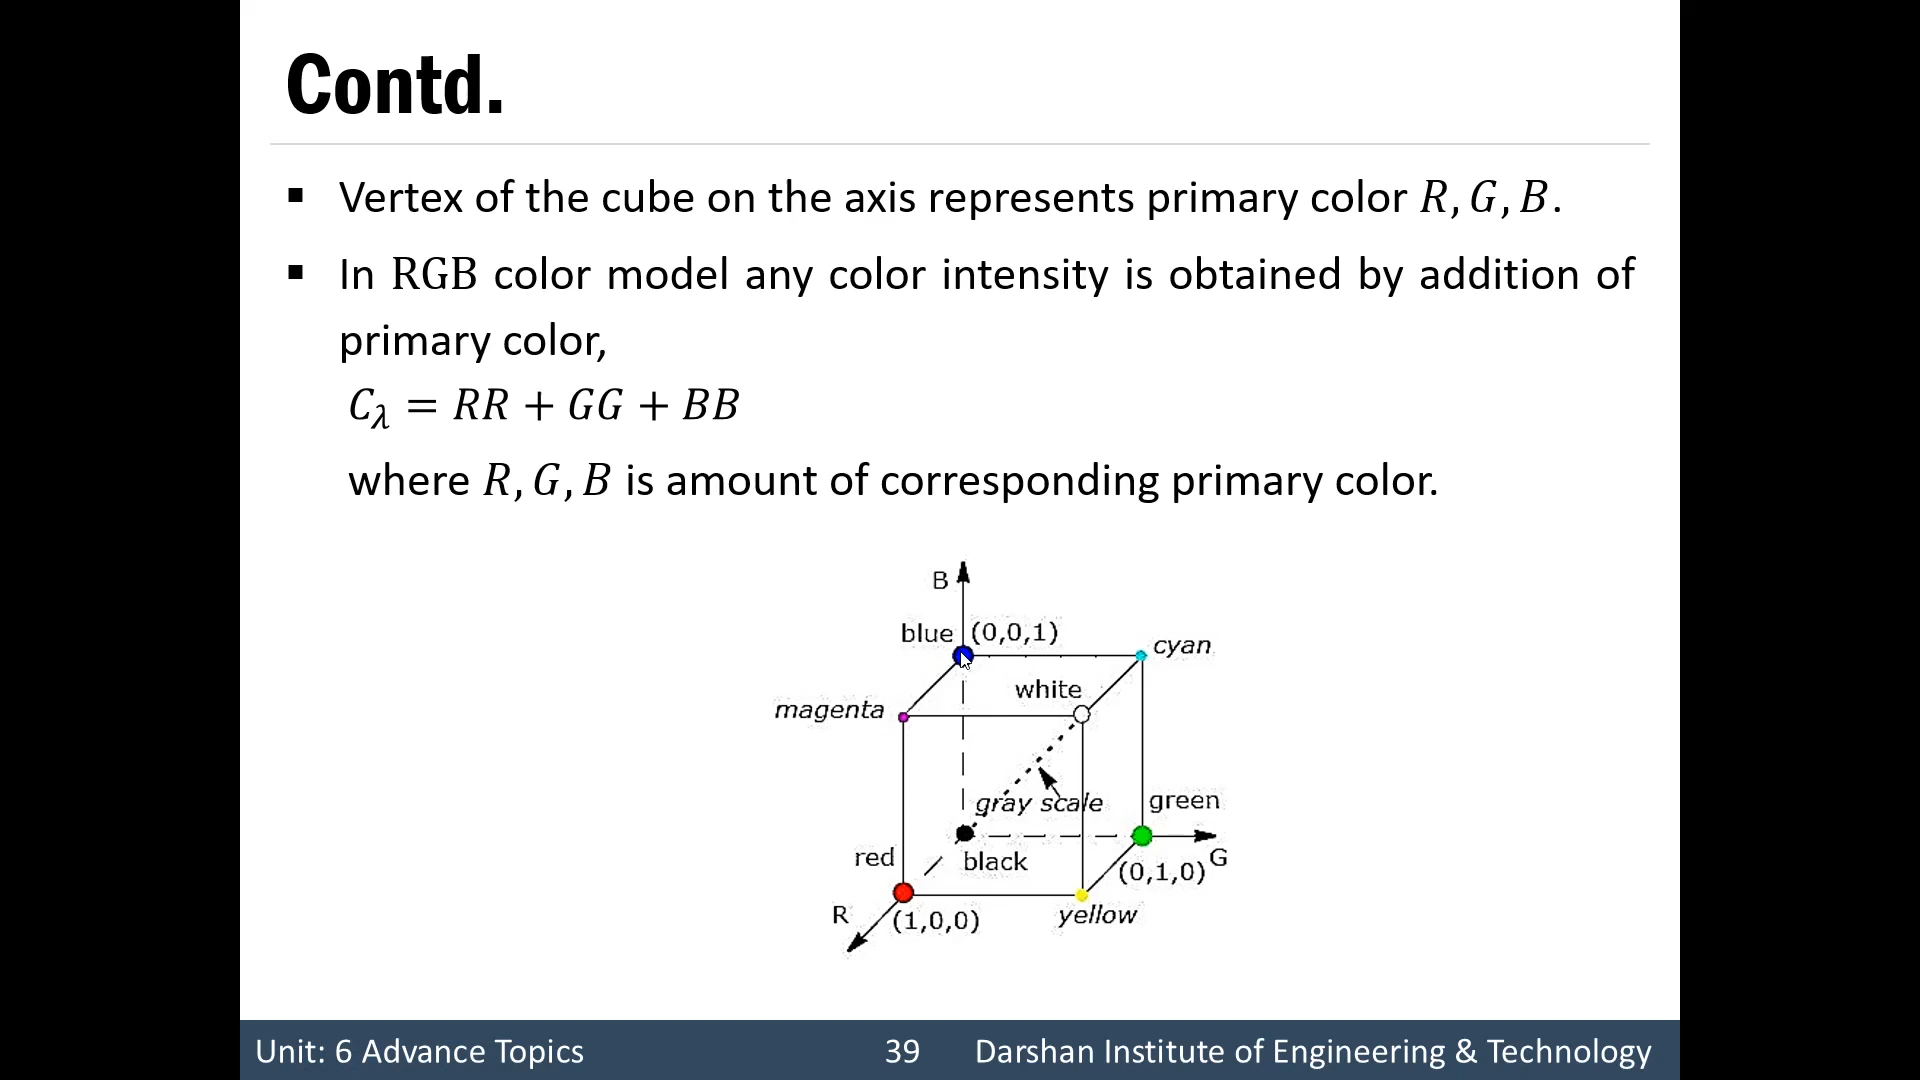 Contd.
▪ Vertex of the cube on the axis represents primary color R, G, B.
▪ In RGB color model any color intensity is obtained by addition of
primary color,
C_λ = RR + GG + BB
where R, G, B is amount of corresponding primary color.
B
blue (0,0,1)
cyan
white
magenta
gray scale
green
red
black
G
(0,1,0)
R
(1,0,0)
yellow
Unit: 6 Advance Topics 39 Darshan Institute of Engineering & Technology